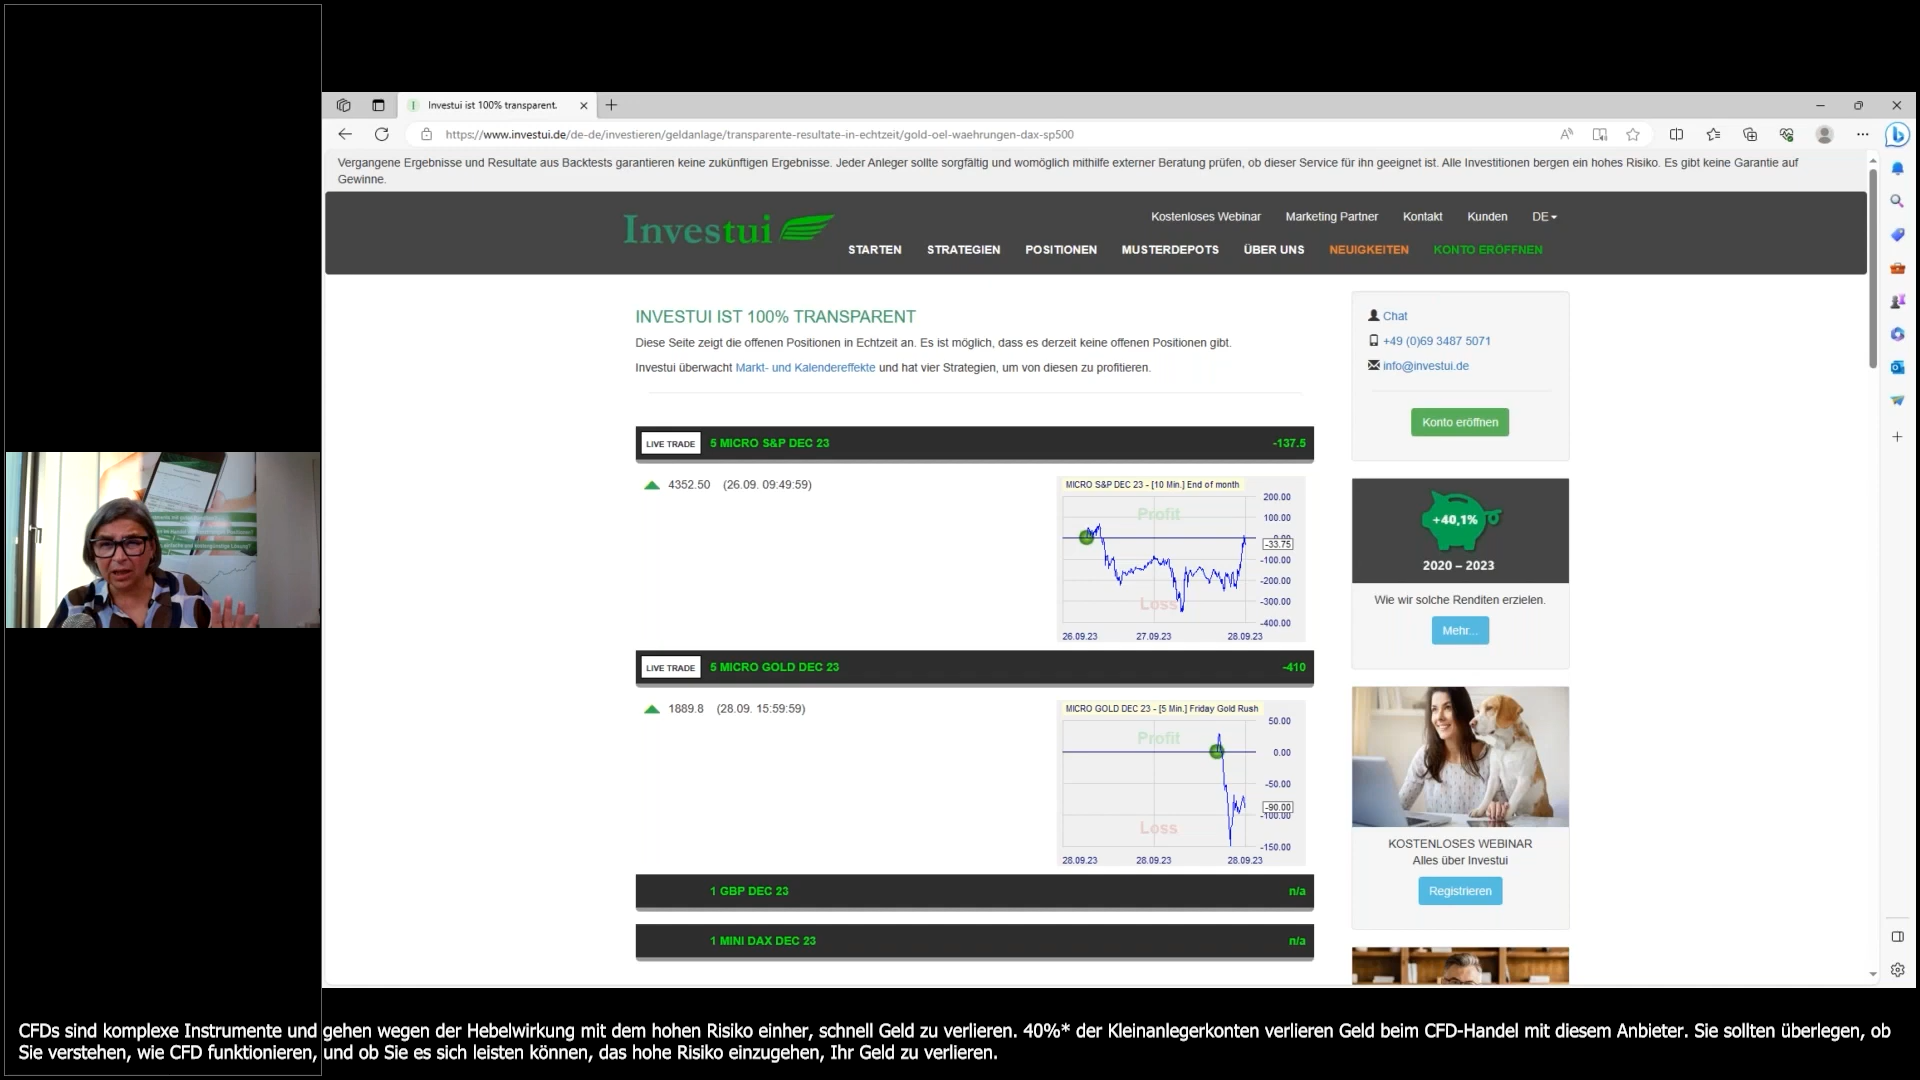 Investui ist 100% transparent.
https://www.investui.de/de-de/investieren/geldanlage/transparente-resultate-in-echtzeit/gold-oel-waehrungen-dax-sp500
Vergangene Ergebnisse und Resultate aus Backtests garantieren keine zukünftigen Ergebnisse. Jeder Anleger sollte sorgfältig und womöglich mithilfe externer Beratung prüfen, ob dieser Service für ihn geeignet ist. Alle Investitionen bergen ein hohes Risiko. Es gibt keine Garantie auf
Gewinne.
Investui
Kostenloses Webinar Marketing Partner Kontakt Kunden DE
STARTEN STRATEGIEN POSITIONEN MUSTERDEPOTS ÜBER UNS NEUIGKEITEN KONTO ERÖFFNEN
INVESTUI IST 100% TRANSPARENT
Diese Seite zeigt die offenen Positionen in Echtzeit an. Es ist möglich, dass es derzeit keine offenen Positionen gibt.
Investui überwacht Markt- und Kalendereffekte und hat vier Strategien, um von diesen zu profitieren.
LIVE TRADE 5 MICRO S&P DEC 23 -137.5
4352.50 (26.09. 09:49:59)
MICRO S&P DEC 23 - [10 Min.] End of month
Profit
Loss
200.00
100.00
0.00
-33.75
-100.00
-200.00
-300.00
-400.00
26.09.23 27.09.23 28.09.23
LIVE TRADE 5 MICRO GOLD DEC 23 -410
1889.8 (28.09. 15:59:59)
MICRO GOLD DEC 23 - [5 Min.] Friday Gold Rush
Profit
Loss
50.00
0.00
-50.00
-90.00
-100.00
-150.00
28.09.23 28.09.23 28.09.23
1 GBP DEC 23 n/a
1 MINI DAX DEC 23 n/a
Chat
+49 (0)69 3487 5071
info@investui.de
Konto eröffnen
+40,1%
2020 – 2023
Wie wir solche Renditen erzielen.
Mehr...
KOSTENLOSES WEBINAR
Alles über Investui
Registrieren
CFDs sind komplexe Instrumente und gehen wegen der Hebelwirkung mit dem hohen Risiko einher, schnell Geld zu verlieren. 40%* der Kleinanlegerkonten verlieren Geld beim CFD-Handel mit diesem Anbieter. Sie sollten überlegen, ob
Sie verstehen, wie CFD funktionieren, und ob Sie es sich leisten können, das hohe Risiko einzugehen, Ihr Geld zu verlieren.